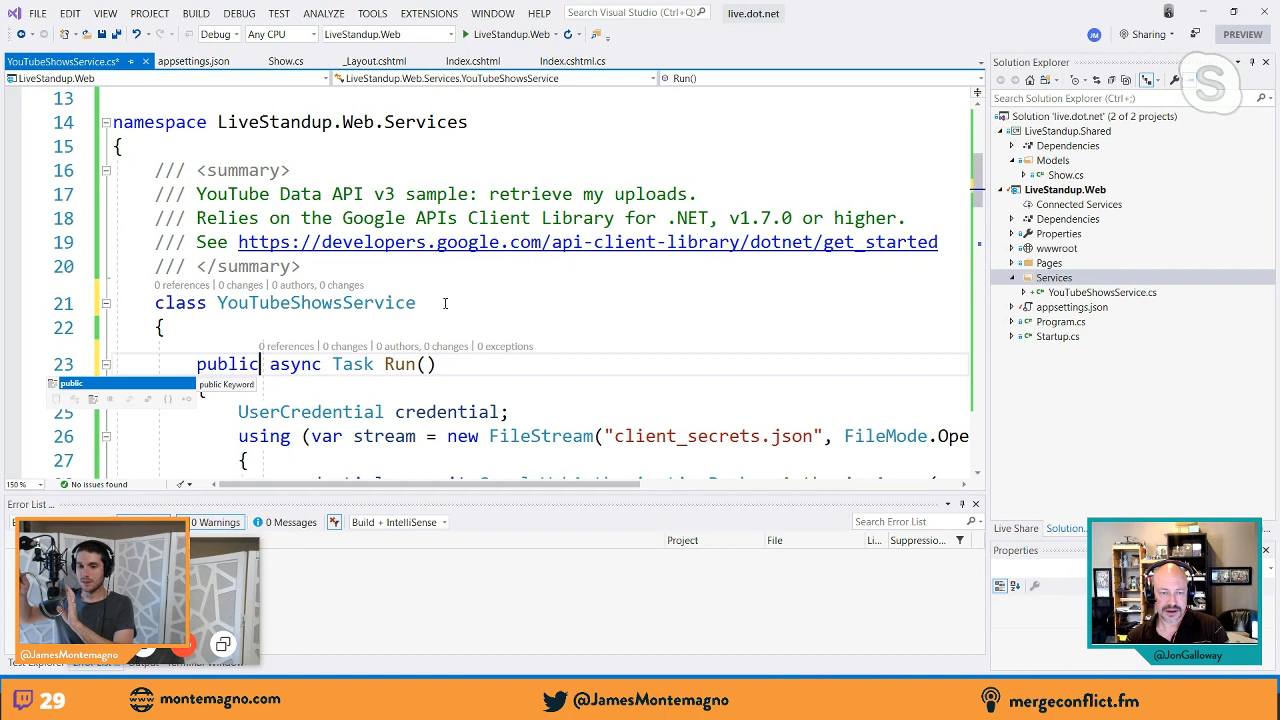 FILE EDIT VIEW PROJECT BUILD DEBUG TEST ANALYZE TOOLS EXTENSIONS WINDOW HELP Search Visual Studio (Ctrl+Q) live.dot.net
Debug Any CPU LiveStandup.Web LiveStandup.Web JM Sharing PREVIEW
YouTubeShowsService.cs* appsettings.json Show.cs _Layout.cshtml Index.cshtml Index.cshtml.cs
LiveStandup.Web LiveStandup.Web.Services.YouTubeShowsService Run()
13
14 namespace LiveStandup.Web.Services
15 {
16 /// <summary>
17 /// YouTube Data API v3 sample: retrieve my uploads.
18 /// Relies on the Google APIs Client Library for .NET, v1.7.0 or higher.
19 /// See https://developers.google.com/api-client-library/dotnet/get_started
20 /// </summary>
0 references | 0 changes | 0 authors, 0 changes
21 class YouTubeShowsService
22 {
0 references | 0 changes | 0 authors, 0 changes | 0 exceptions
23 public async Task Run()
public public Keyword
25 UserCredential credential;
26 using (var stream = new FileStream("client_secrets.json", FileMode.Ope
27 {
150 % No issues found
Error List ...
0 Warnings 0 Messages Build + IntelliSense Search Error List
Project File Li... Suppressio...
Solution Explorer
Search Solution Explorer (Ctrl+;)
Solution 'live.dot.net' (2 of 2 projects)
LiveStandup.Shared
Dependencies
Models
Show.cs
LiveStandup.Web
Connected Services
Dependencies
Properties
wwwroot
Pages
Services
YouTubeShowsService.cs
appsettings.json
Program.cs
Startup.cs
Live Share Solution...
Properties
@JamesMontemagno
@JonGalloway
29 montemagno.com @JamesMontemagno mergeconflict.fm